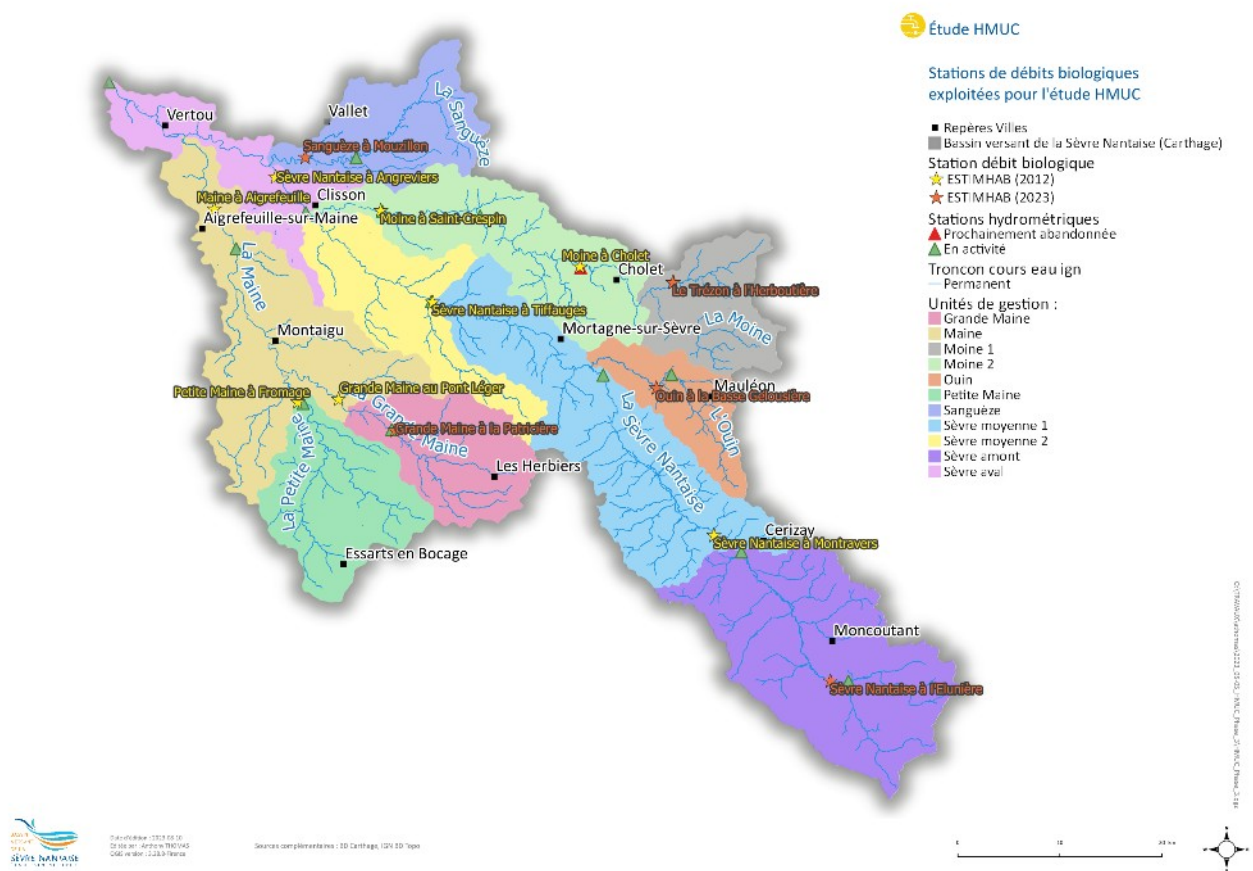 Étude HMUC
Stations de débits biologiques
exploitées pour l'étude HMUC
Repères Villes
Bassin versant de la Sèvre Nantaise (Carthage)
Station débit biologique
ESTIMHAB (2012)
ESTIMHAB (2023)
Stations hydrométriques
Prochainement abandonnée
En activité
Troncon cours eau ign
Permanent
Unités de gestion :
Grande Maine
Maine
Moine 1
Moine 2
Ouin
Petite Maine
Sanguèze
Sèvre moyenne 1
Sèvre moyenne 2
Sèvre amont
Sèvre aval
Vertou
Vallet
La Sanguèze
Sanguèze à Mouzillon
Sèvre Nantaise à Angreviers
Maine à Aigrefeuille
Clisson
Aigrefeuille-sur-Maine
Moine à Saint-Crespin
La Maine
Moine à Cholet
Cholet
Le Trézon à l'Herboutière
Sèvre Nantaise à Tiffauges
La Moine
Montaigu
Mortagne-sur-Sèvre
Petite Maine à Fromage
Grande Maine au Pont Léger
Mauléon
Ouin à la Basse Gelousière
La Grande Maine
Grande Maine à la Patricière
L'Ouin
La Sèvre Nantaise
La Petite Maine
Les Herbiers
Cerizay
Sèvre Nantaise à Montravers
Essarts en Bocage
Moncoutant
Sèvre Nantaise à l'Elunière
SÈVRE NANTAISE
Sources complémentaires : BD Carthage, IGN BD Topo
0 10 20 km